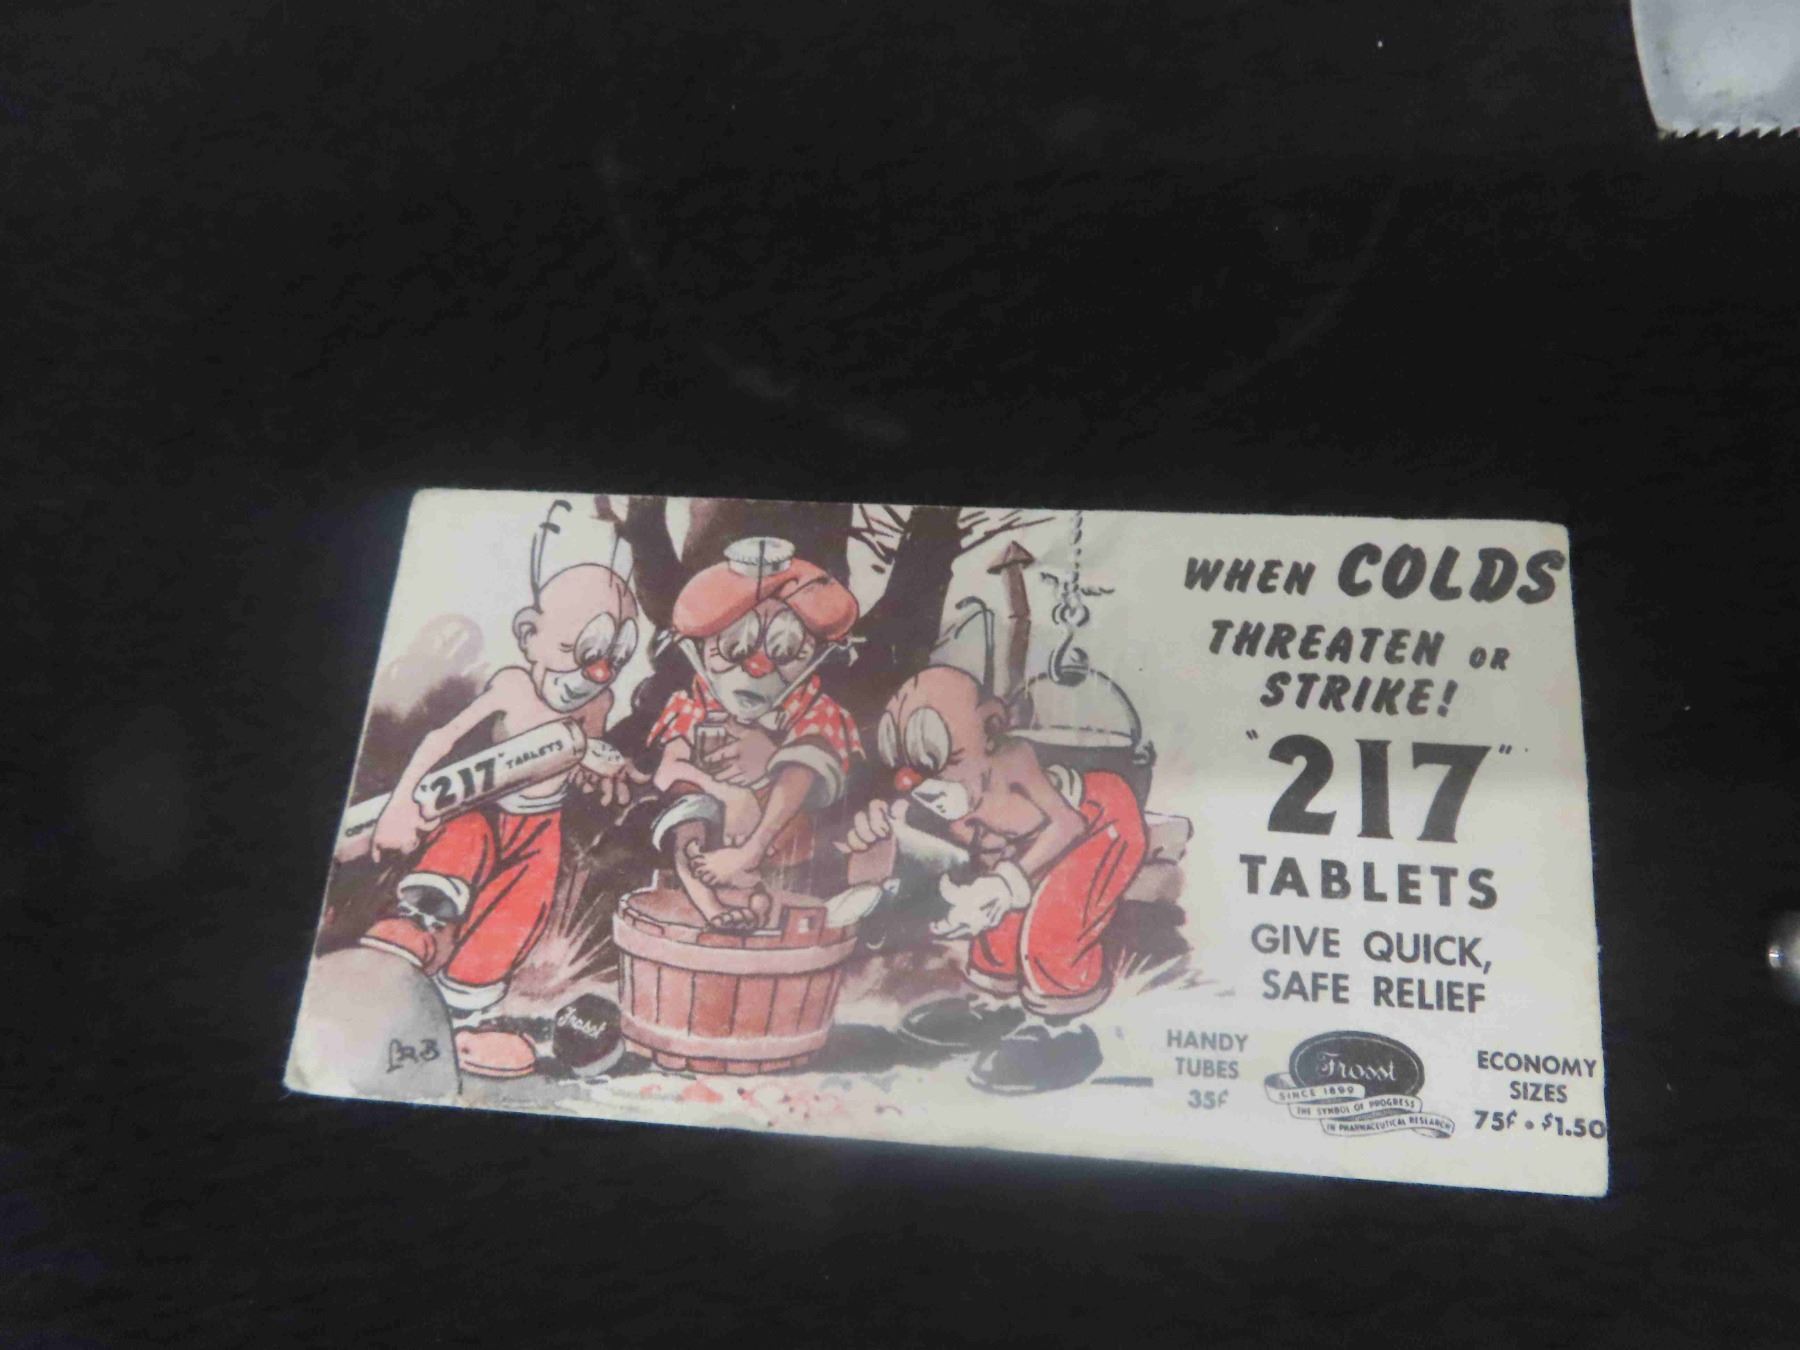 WHEN COLDS
THREATEN OR
STRIKE!
"217"
TABLETS
GIVE QUICK,
SAFE RELIEF
HANDY
TUBES
35¢
Frosst
SINCE 1899
THE SYMBOL OF PROGRESS
IN PHARMACEUTICAL RESEARCH
ECONOMY
SIZES
75¢ • $1.50
"217" TABLETS
Frosst